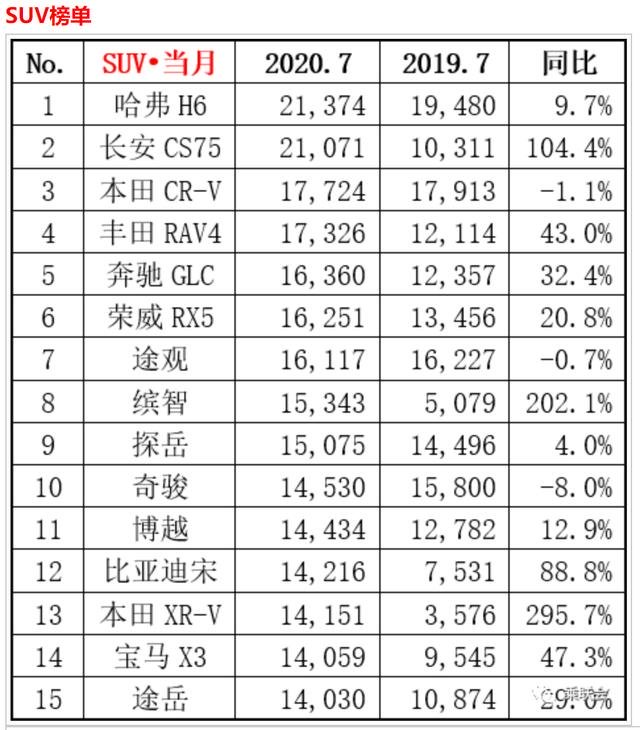 SUV榜单
No. SUV•当月 2020.7 2019.7 同比
1 哈弗 H6 21,374 19,480 9.7%
2 长安 CS75 21,071 10,311 104.4%
3 本田 CR-V 17,724 17,913 -1.1%
4 丰田 RAV4 17,326 12,114 43.0%
5 奔驰 GLC 16,360 12,357 32.4%
6 荣威 RX5 16,251 13,456 20.8%
7 途观 16,117 16,227 -0.7%
8 缤智 15,343 5,079 202.1%
9 探岳 15,075 14,496 4.0%
10 奇骏 14,530 15,800 -8.0%
11 博越 14,434 12,782 12.9%
12 比亚迪宋 14,216 7,531 88.8%
13 本田 XR-V 14,151 3,576 295.7%
14 宝马 X3 14,059 9,545 47.3%
15 途岳 14,030 10,874 29.0%
乘联会